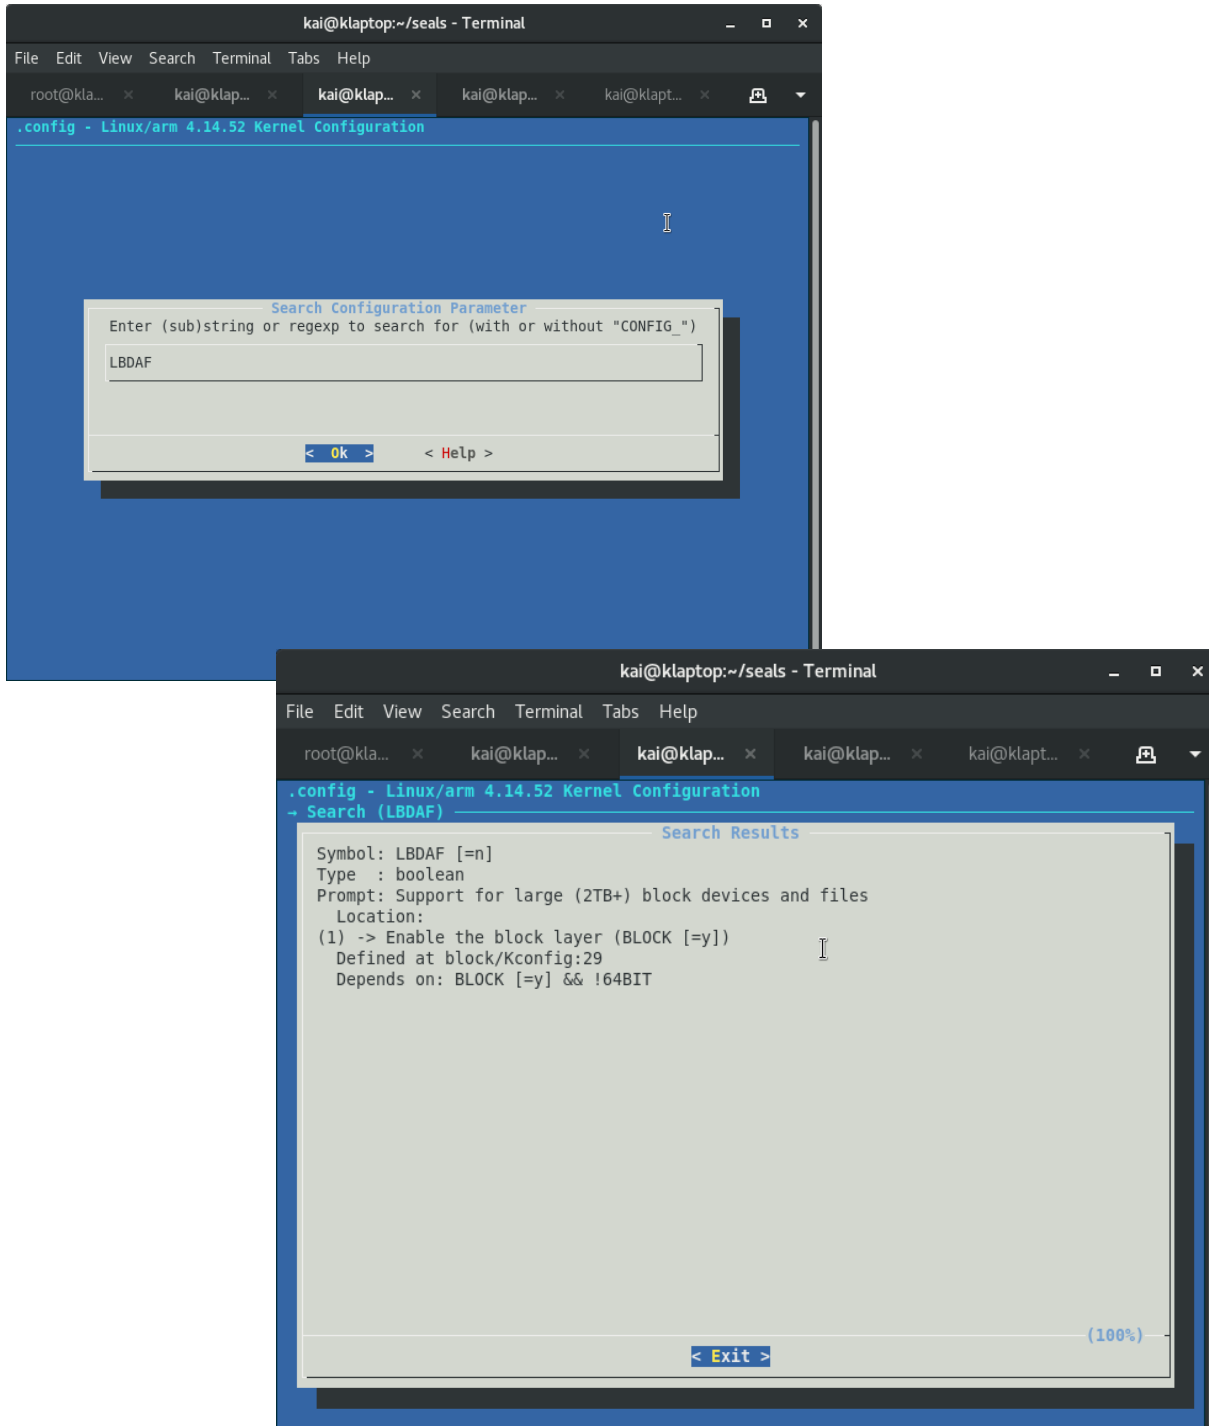 kai@klaptop:~/seals - Terminal
File Edit View Search Terminal Tabs Help
root@kla... kai@klap... kai@klap... kai@klap... kai@klapt...
.config - Linux/arm 4.14.52 Kernel Configuration
Search Configuration Parameter
Enter (sub)string or regexp to search for (with or without "CONFIG_")
LBDAF
< Ok > < Help >
kai@klaptop:~/seals - Terminal
File Edit View Search Terminal Tabs Help
root@kla... kai@klap... kai@klap... kai@klap... kai@klapt...
.config - Linux/arm 4.14.52 Kernel Configuration
→ Search (LBDAF)
Search Results
Symbol: LBDAF [=n]
Type  : boolean
Prompt: Support for large (2TB+) block devices and files
Location:
(1) -> Enable the block layer (BLOCK [=y])
Defined at block/Kconfig:29
Depends on: BLOCK [=y] && !64BIT
(100%)
< Exit >